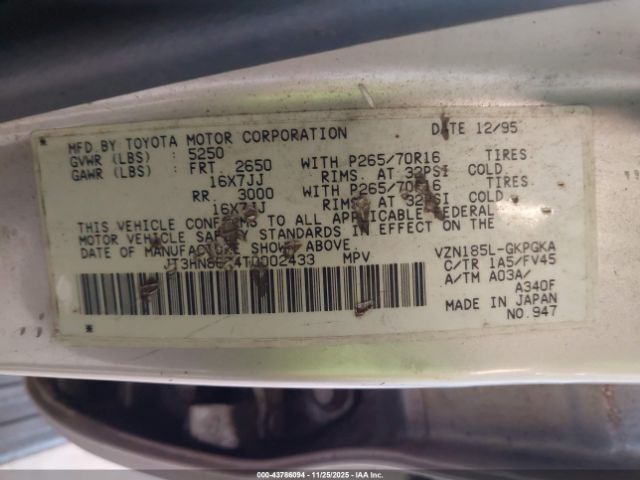 MFD BY TOYOTA MOTOR CORPORATION DATE 12/95
GVWR (LBS) : 5250
GAWR (LBS) : FRT 2650 WITH P265/70R16 TIRES
16X7JJ RIMS AT 32PSI COLD.
RR 3000 WITH P265/70R16 TIRES
16X7JJ RIMS AT 32PSI COLD.
THIS VEHICLE CONFORMS TO ALL APPLICABLE FEDERAL
MOTOR VEHICLE SAFETY STANDARDS IN EFFECT ON THE
DATE OF MANUFACTURE SHOWN ABOVE.
MPV VZN185L-GKPGKA
C/TR 1A5/FV45
A/TM A03A/
A340F
MADE IN JAPAN
NO. 947
000-43786094 — 11/25/2025 — Copart, IAA Inc.